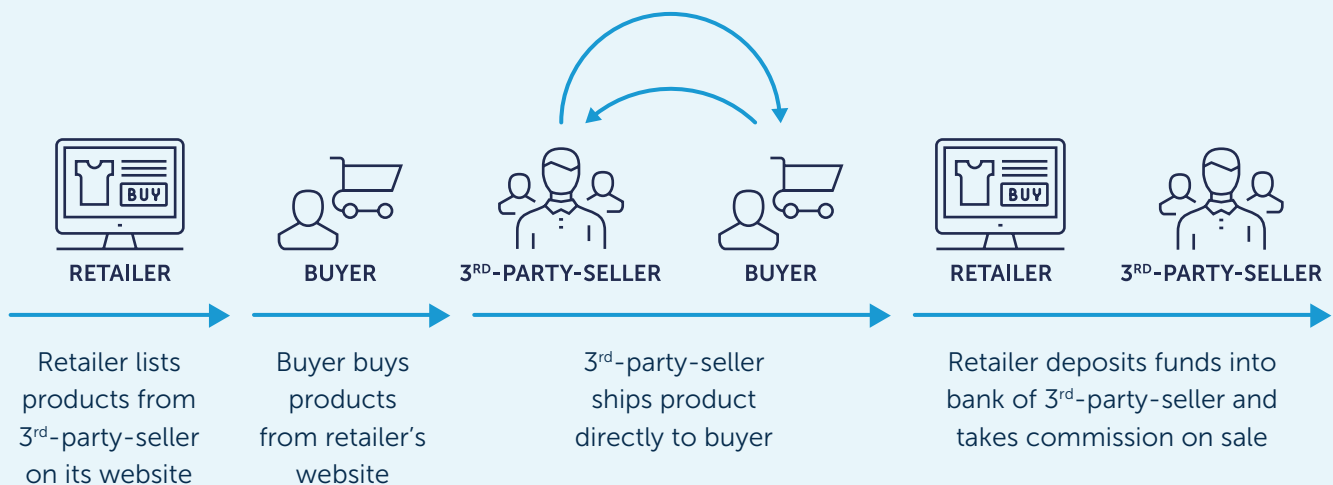 BUY
BUY
RETAILER
BUYER
3RD-PARTY-SELLER
BUYER
RETAILER
3RD-PARTY-SELLER
Retailer lists
products from
3rd-party-seller
on its website
Buyer buys
products
from retailer’s
website
3rd-party-seller
ships product
directly to buyer
Retailer deposits funds into
bank of 3rd-party-seller and
takes commission on sale